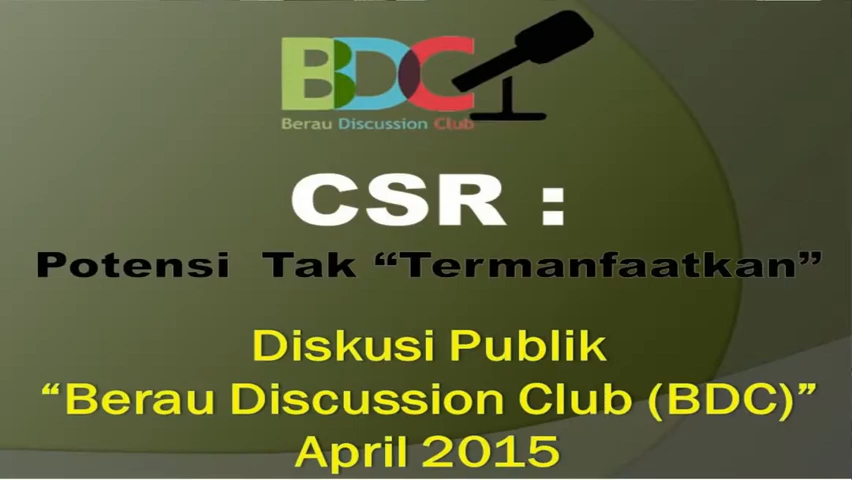 BDC
Berau Discussion Club
CSR :
Potensi Tak “Termanfaatkan”
Diskusi Publik
“Berau Discussion Club (BDC)”
April 2015